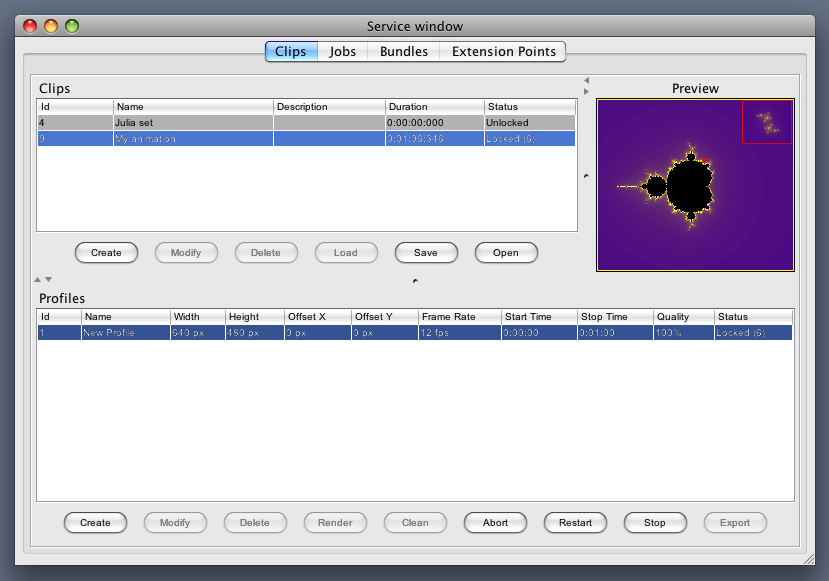 Service window
Clips Jobs Bundles Extension Points
Clips
Preview
Id Name Description Duration Status
4 Julia set 0:00:00:000 Unlocked
9 My animation 0:01:06:346 Locked (6)
Create Modify Delete Load Save Open
Profiles
Id Name Width Height Offset X Offset Y Frame Rate Start Time Stop Time Quality Status
1 New Profile 640 px 480 px 0 px 0 px 12 fps 0:00:00 0:01:00 100% Locked (6)
Create Modify Delete Render Clean Abort Restart Stop Export